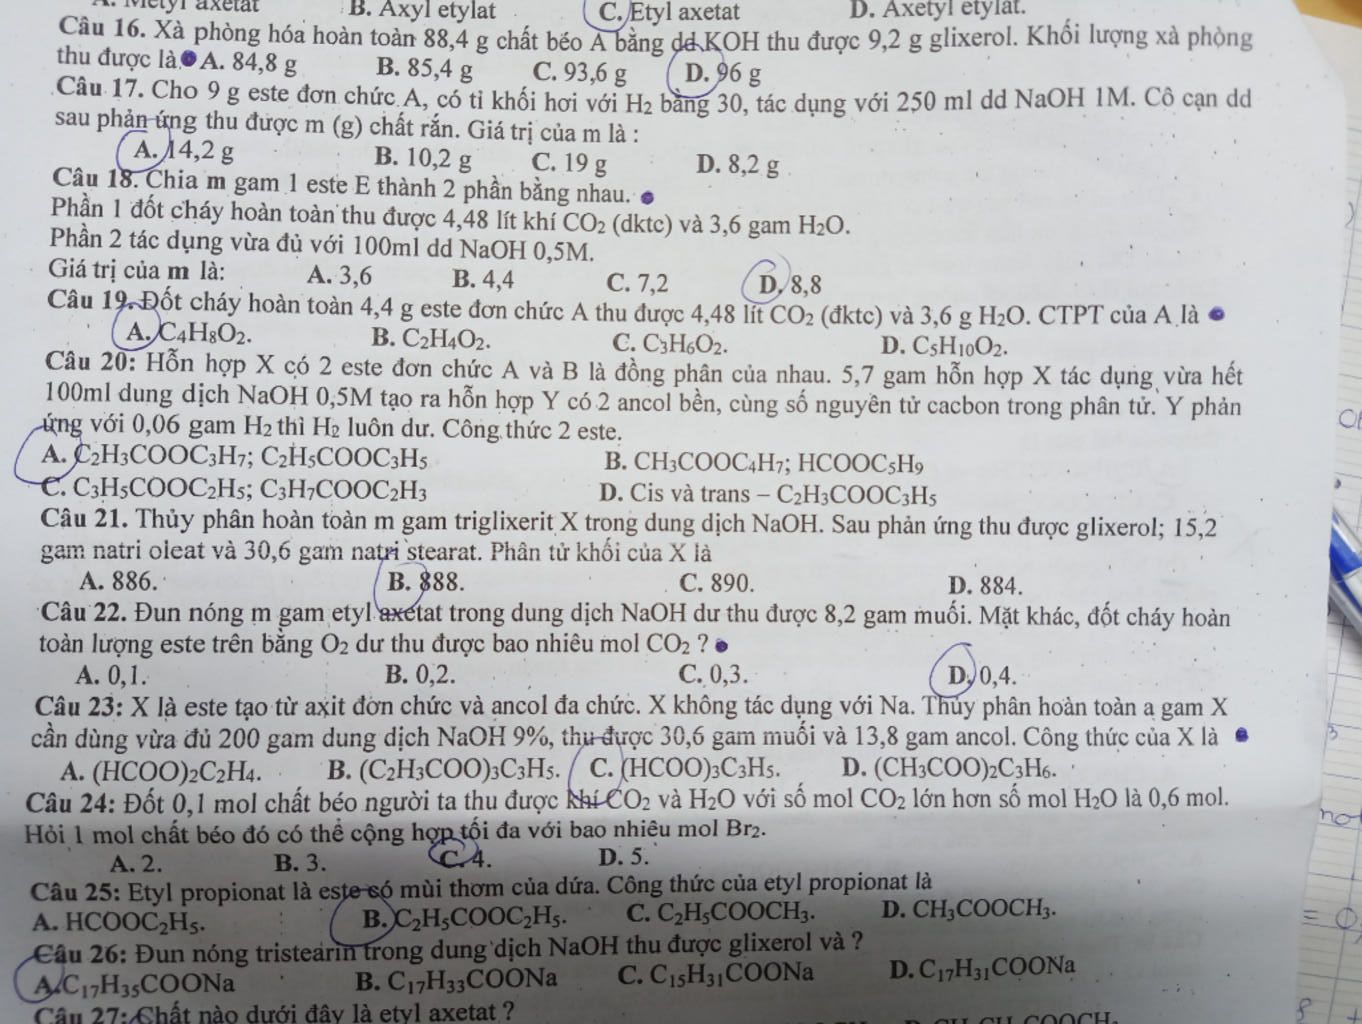 A. Metyl axetat B. Axyl etylat C. Etyl axetat D. Axetyl etylat.
Câu 16. Xà phòng hóa hoàn toàn 88,4 g chất béo A bằng dd KOH thu được 9,2 g glixerol. Khối lượng xà phòng
thu được là A. 84,8 g B. 85,4 g C. 93,6 g D. 96 g
Câu 17. Cho 9 g este đơn chức A, có tỉ khối hơi với H₂ bằng 30, tác dụng với 250 ml dd NaOH 1M. Cô cạn dd
sau phản ứng thu được m (g) chất rắn. Giá trị của m là :
A. 14,2 g B. 10,2 g C. 19 g D. 8,2 g
Câu 18. Chia m gam 1 este E thành 2 phần bằng nhau.
Phần 1 đốt cháy hoàn toàn thu được 4,48 lít khí CO₂ (dktc) và 3,6 gam H₂O.
Phần 2 tác dụng vừa đủ với 100ml dd NaOH 0,5M.
Giá trị của m là: A. 3,6 B. 4,4 C. 7,2 D. 8,8
Câu 19. Đốt cháy hoàn toàn 4,4 g este đơn chức A thu được 4,48 lít CO₂ (đktc) và 3,6 g H₂O. CTPT của A là
A. C₄H₈O₂. B. C₂H₄O₂. C. C₃H₆O₂. D. C₅H₁₀O₂.
Câu 20: Hỗn hợp X có 2 este đơn chức A và B là đồng phân của nhau. 5,7 gam hỗn hợp X tác dụng vừa hết
100ml dung dịch NaOH 0,5M tạo ra hỗn hợp Y có 2 ancol bền, cùng số nguyên tử cacbon trong phân tử. Y phản
ứng với 0,06 gam H₂ thì H₂ luôn dư. Công thức 2 este.
A. C₂H₃COOC₃H₇; C₂H₅COOC₃H₅ B. CH₃COOC₄H₇; HCOOC₅H₉
C. C₃H₅COOC₂H₅; C₃H₇COOC₂H₃ D. Cis và trans – C₂H₃COOC₃H₅
Câu 21. Thủy phân hoàn toàn m gam triglixerit X trong dung dịch NaOH. Sau phản ứng thu được glixerol; 15,2
gam natri oleat và 30,6 gam natri stearat. Phân tử khối của X là
A. 886. B. 888. C. 890. D. 884.
Câu 22. Đun nóng m gam etyl axetat trong dung dịch NaOH dư thu được 8,2 gam muối. Mặt khác, đốt cháy hoàn
toàn lượng este trên bằng O₂ dư thu được bao nhiêu mol CO₂ ?
A. 0,1. B. 0,2. C. 0,3. D. 0,4.
Câu 23: X là este tạo từ axit đơn chức và ancol đa chức. X không tác dụng với Na. Thủy phân hoàn toàn a gam X
cần dùng vừa đủ 200 gam dung dịch NaOH 9%, thu được 30,6 gam muối và 13,8 gam ancol. Công thức của X là
A. (HCOO)₂C₂H₄. B. (C₂H₃COO)₃C₃H₅. C. (HCOO)₃C₃H₅. D. (CH₃COO)₂C₃H₆.
Câu 24: Đốt 0,1 mol chất béo người ta thu được khí CO₂ và H₂O với số mol CO₂ lớn hơn số mol H₂O là 0,6 mol.
Hỏi 1 mol chất béo đó có thể cộng hợp tối đa với bao nhiêu mol Br₂.
A. 2. B. 3. C. 4. D. 5.
Câu 25: Etyl propionat là este có mùi thơm của dứa. Công thức của etyl propionat là
A. HCOOC₂H₅. B. C₂H₅COOC₂H₅. C. C₂H₅COOCH₃. D. CH₃COOCH₃.
Câu 26: Đun nóng tristearin trong dung dịch NaOH thu được glixerol và ?
A. C₁₇H₃₅COONa B. C₁₇H₃₃COONa C. C₁₅H₃₁COONa D. C₁₇H₃₁COONa
Câu 27: Chất nào dưới đây là etyl axetat ?